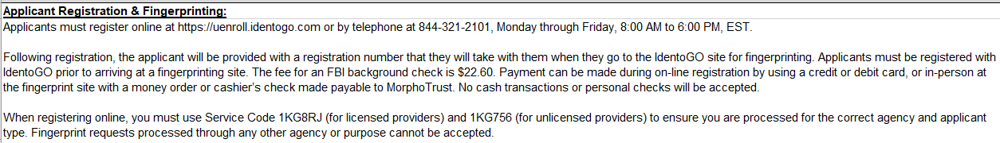 Applicant Registration & Fingerprinting:
Applicants must register online at https://uenroll.identogo.com or by telephone at 844-321-2101, Monday through Friday, 8:00 AM to 6:00 PM, EST.
Following registration, the applicant will be provided with a registration number that they will take with them when they go to the IdentoGO site for fingerprinting. Applicants must be registered with
IdentoGO prior to arriving at a fingerprinting site. The fee for an FBI background check is $22.60. Payment can be made during on-line registration by using a credit or debit card, or in-person at
the fingerprint site with a money order or cashier's check made payable to MorphoTrust. No cash transactions or personal checks will be accepted.
When registering online, you must use Service Code 1KG8RJ (for licensed providers) and 1KG756 (for unlicensed providers) to ensure you are processed for the correct agency and applicant
type. Fingerprint requests processed through any other agency or purpose cannot be accepted.